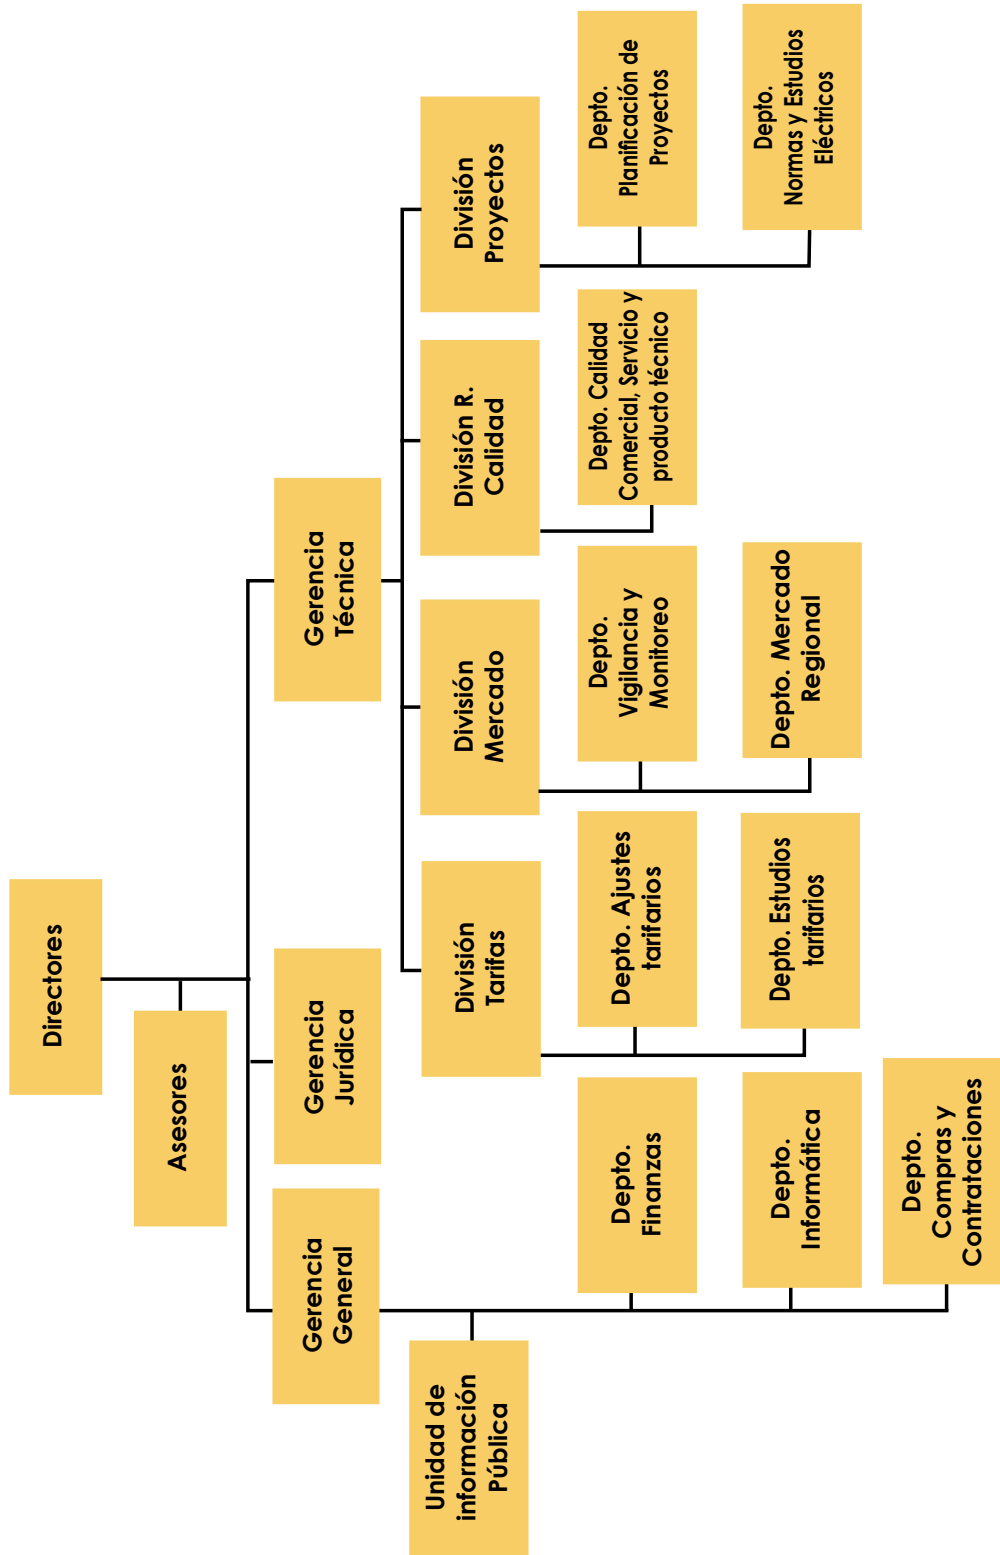 Directores
Asesores
Gerencia
General
Gerencia
Jurídica
Gerencia
Técnica
Unidad de
información
Pública
División
Tarifas
División
Mercado
División R.
Calidad
División
Proyectos
Depto.
Finanzas
Depto. Ajustes
tarifarios
Depto.
Vigilancia y
Monitoreo
Depto. Calidad
Comercial, Servicio y
producto técnico
Depto.
Planificación de
Proyectos
Depto.
Informática
Depto. Estudios
tarifarios
Depto. Mercado
Regional
Depto.
Normas y Estudios
Eléctricos
Depto.
Compras y
Contrataciones